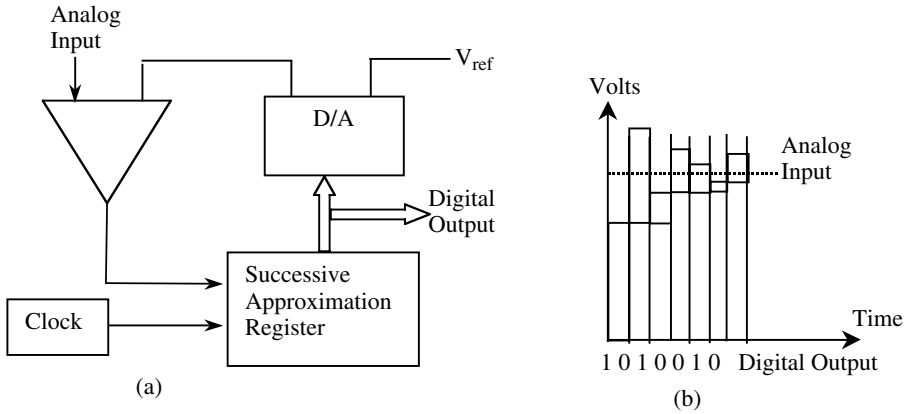 Analog
Input
V_ref
D/A
Digital
Output
Successive
Approximation
Register
Clock
(a)
Volts
Analog
Input
Time
1 0 1 0 0 1 0 Digital Output
(b)